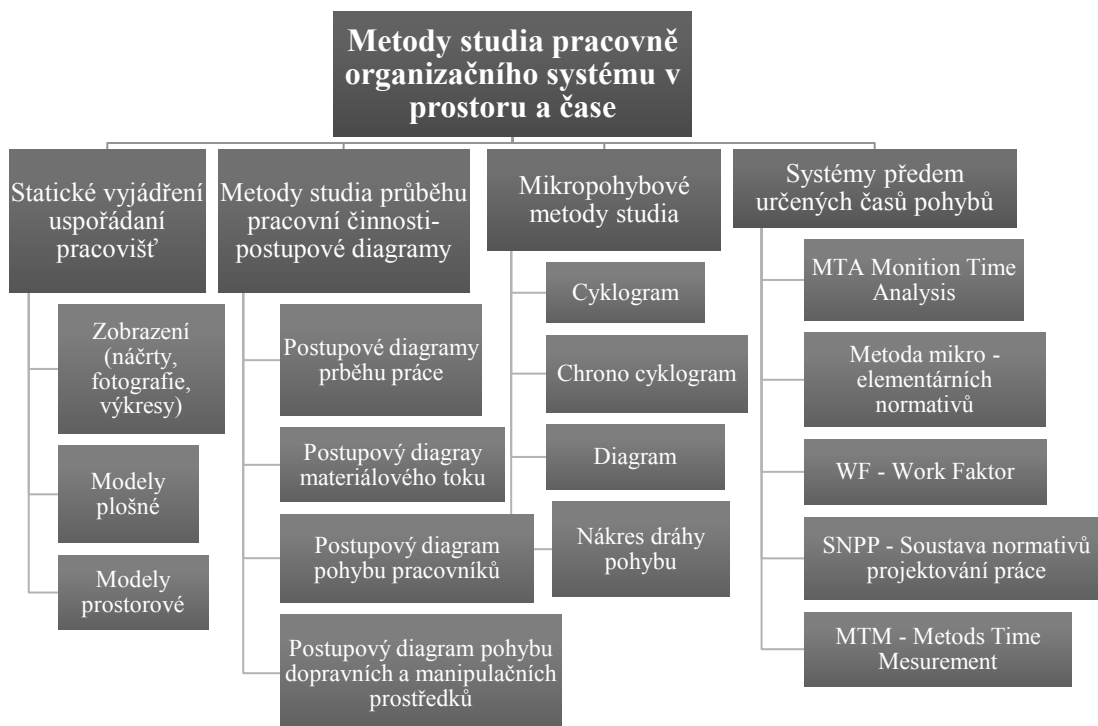 Metody studia pracovně
organizačního systému v
prostoru a čase
Statické vyjádření
uspořádaní
pracovišť
Zobrazení
(náčrty,
fotografie,
výkresy)
Modely
plošné
Modely
prostorové
Metody studia průběhu
pracovní činnosti-
postupové diagramy
Postupové diagramy
prběhu práce
Postupový diagray
materiálového toku
Postupový diagram
pohybu pracovníků
Postupový diagram pohybu
dopravních a manipulačních
prostředků
Mikropohybové
metody studia
Cyklogram
Chrono cyklogram
Diagram
Nákres dráhy
pohybu
Systémy předem
určených časů pohybů
MTA Monition Time
Analysis
Metoda mikro -
elementárních
normativů
WF - Work Faktor
SNPP - Soustava normativů
projektování práce
MTM - Metods Time
Mesurement